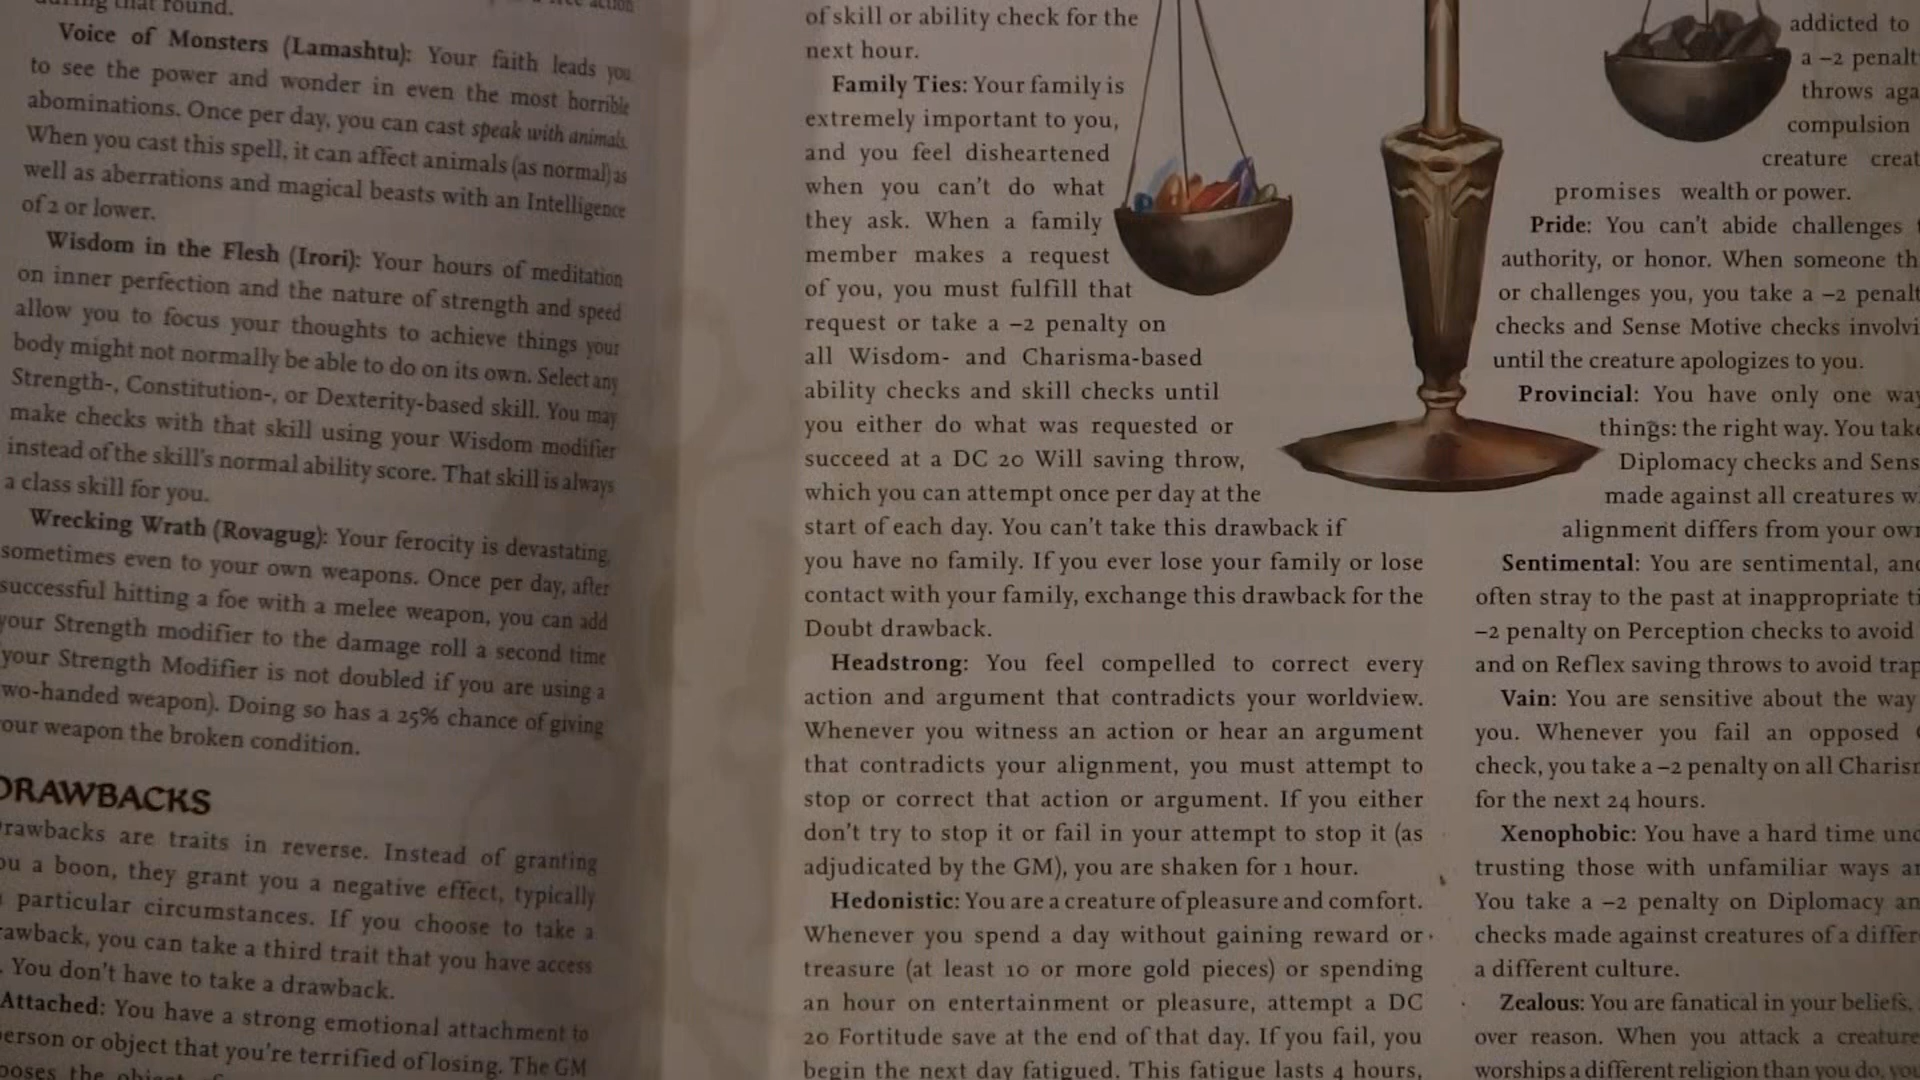 during that round.
Voice of Monsters (Lamashtu): Your faith leads you
to see the power and wonder in even the most horrible
abominations. Once per day, you can cast speak with animals.
When you cast this spell, it can affect animals (as normal) as
well as aberrations and magical beasts with an Intelligence
of 2 or lower.
Wisdom in the Flesh (Irori): Your hours of meditation
on inner perfection and the nature of strength and speed
allow you to focus your thoughts to achieve things your
body might not normally be able to do on its own. Select any
Strength-, Constitution-, or Dexterity-based skill. You may
make checks with that skill using your Wisdom modifier
instead of the skill's normal ability score. That skill is always
a class skill for you.
Wrecking Wrath (Rovagug): Your ferocity is devastating,
sometimes even to your own weapons. Once per day, after
successful hitting a foe with a melee weapon, you can add
your Strength modifier to the damage roll a second time
your Strength Modifier is not doubled if you are using a
wo-handed weapon). Doing so has a 25% chance of giving
our weapon the broken condition.
DRAWBACKS
rawbacks are traits in reverse. Instead of granting
ou a boon, they grant you a negative effect, typically
particular circumstances. If you choose to take a
rawback, you can take a third trait that you have access
. You don't have to take a drawback.
Attached: You have a strong emotional attachment to
person or object that you're terrified of losing. The GM
ooses the object of
of skill or ability check for the
next hour.
Family Ties: Your family is
extremely important to you,
and you feel disheartened
when you can't do what
they ask. When a family
member makes a request
of you, you must fulfill that
request or take a –2 penalty on
all Wisdom- and Charisma-based
ability checks and skill checks until
you either do what was requested or
succeed at a DC 20 Will saving throw,
which you can attempt once per day at the
start of each day. You can't take this drawback if
you have no family. If you ever lose your family or lose
contact with your family, exchange this drawback for the
Doubt drawback.
Headstrong: You feel compelled to correct every
action and argument that contradicts your worldview.
Whenever you witness an action or hear an argument
that contradicts your alignment, you must attempt to
stop or correct that action or argument. If you either
don't try to stop it or fail in your attempt to stop it (as
adjudicated by the GM), you are shaken for 1 hour.
Hedonistic: You are a creature of pleasure and comfort.
Whenever you spend a day without gaining reward or
treasure (at least 10 or more gold pieces) or spending
an hour on entertainment or pleasure, attempt a DC
20 Fortitude save at the end of that day. If you fail, you
begin the next day fatigued. This fatigue lasts 4 hours,
addicted to
a –2 penalt
throws aga
compulsion
creature creat
promises wealth or power.
Pride: You can't abide challenges
authority, or honor. When someone th
or challenges you, you take a –2 penalt
checks and Sense Motive checks involvi
until the creature apologizes to you.
Provincial: You have only one way
things: the right way. You take
Diplomacy checks and Sens
made against all creatures w
alignment differs from your own
Sentimental: You are sentimental, and
often stray to the past at inappropriate ti
–2 penalty on Perception checks to avoid
and on Reflex saving throws to avoid trap
Vain: You are sensitive about the way
you. Whenever you fail an opposed
check, you take a –2 penalty on all Charisn
for the next 24 hours.
Xenophobic: You have a hard time und
trusting those with unfamiliar ways an
You take a –2 penalty on Diplomacy an
checks made against creatures of a differ
a different culture.
Zealous: You are fanatical in your beliefs,
over reason. When you attack a creature
worships a different religion than you do, you